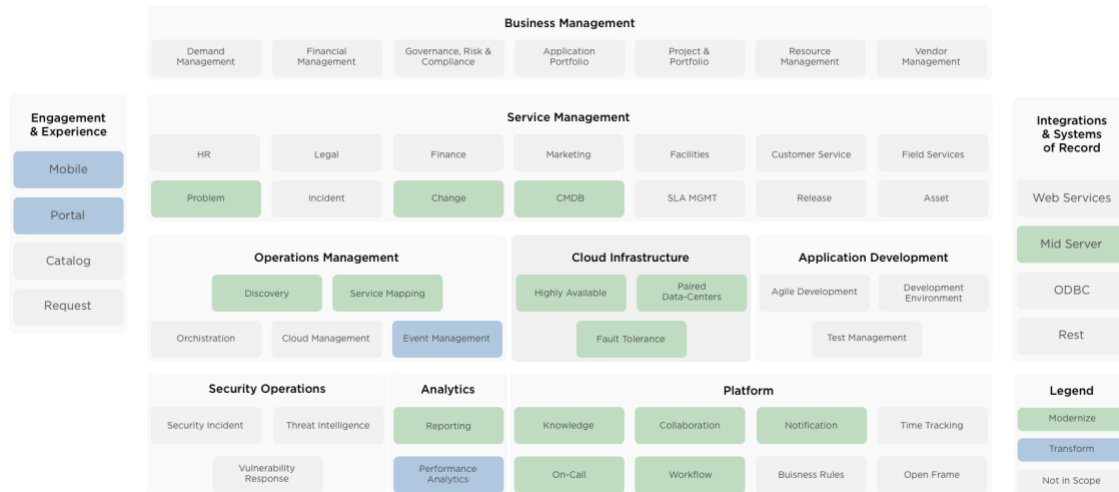 Business Management
Demand
Management
Financial
Management
Governance, Risk &
Compliance
Application
Portfolio
Project &
Portfolio
Resource
Management
Vendor
Management
Engagement
& Experience
Mobile
Portal
Catalog
Request
Service Management
HR
Legal
Finance
Marketing
Facilities
Customer Service
Field Services
Problem
Incident
Change
CMDB
SLA MGMT
Release
Asset
Integrations
& Systems
of Record
Web Services
Mid Server
ODBC
Rest
Operations Management
Discovery
Service Mapping
Orchistration
Cloud Management
Event Management
Cloud Infrastructure
Highly Available
Paired
Data-Centers
Fault Tolerance
Application Development
Agile Development
Development
Environment
Test Management
Security Operations
Security Incident
Threat Intelligence
Vulnerability
Response
Analytics
Reporting
Performance
Analytics
Platform
Knowledge
Collaboration
Notification
Time Tracking
On-Call
Workflow
Buisness Rules
Open Frame
Legend
Modernize
Transform
Not in Scope